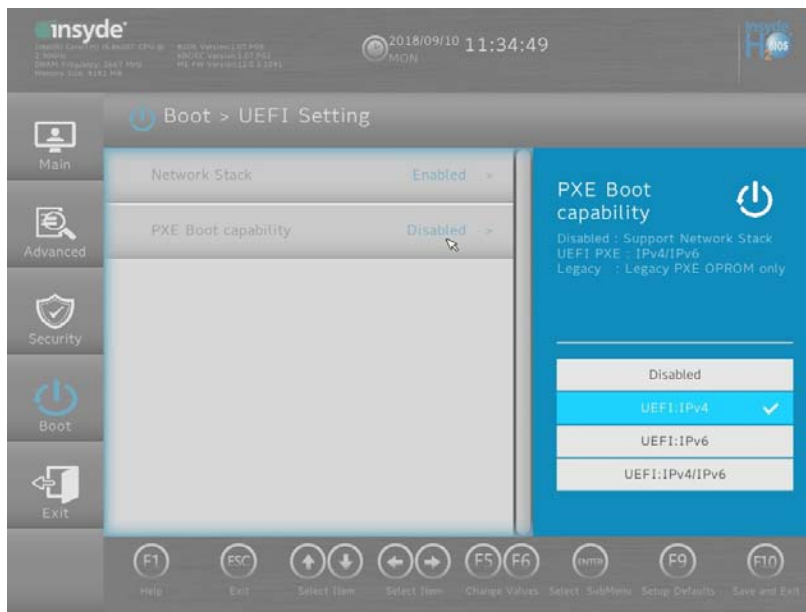 insyde®
2018/09/10 11:34:49
MON
Insyde
H2O BIOS
Boot > UEFI Setting
Main
Advanced
Security
Boot
Exit
Network Stack Enabled >
PXE Boot capability Disabled >
PXE Boot
capability
Disabled : Support Network Stack
UEFI PXE : IPv4/IPv6
Legacy : Legacy PXE OPROM only
Disabled
UEFI:IPv4
UEFI:IPv6
UEFI:IPv4/IPv6
F1 ESC F5 F6 ENTER F9 F10
Help Exit Select Item Select Item Change Values Select SubMenu Setup Defaults Save and Exit